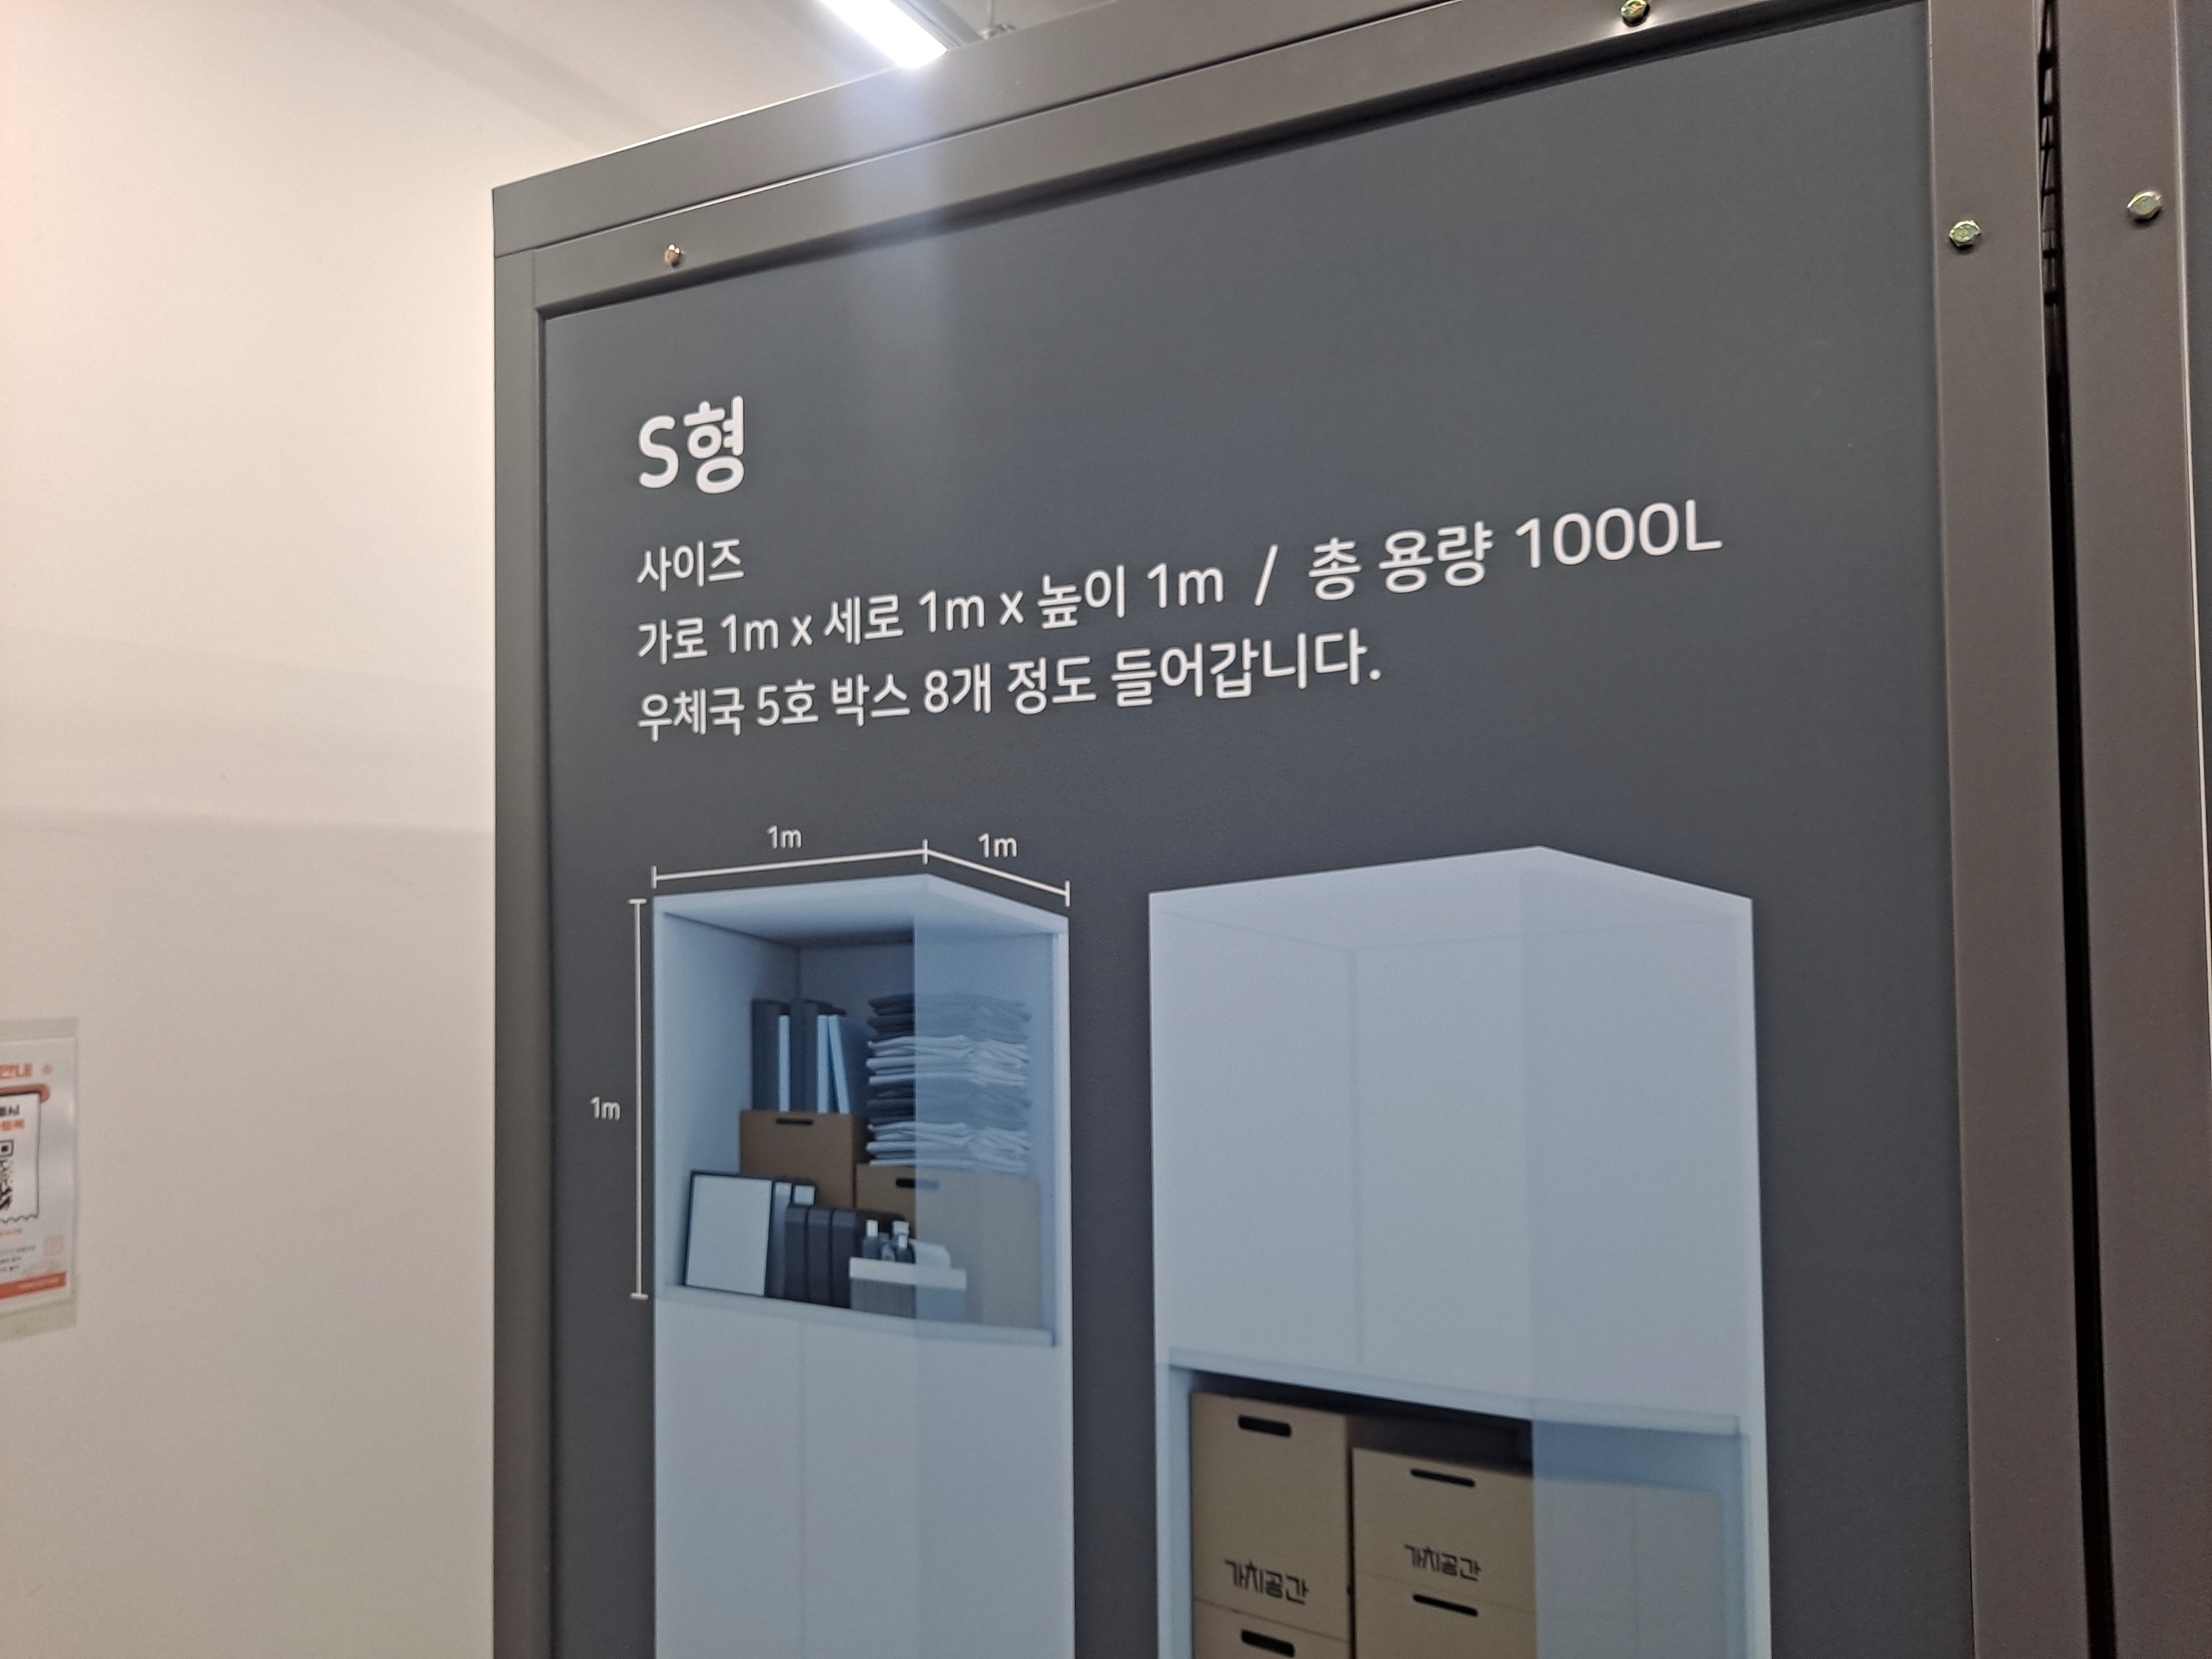 S형
사이즈
가로 1m x 세로 1m x 높이 1m / 총 용량 1000L
우체국 5호 박스 8개 정도 들어갑니다.
1m
1m
1m
가치공간
가치공간
안내